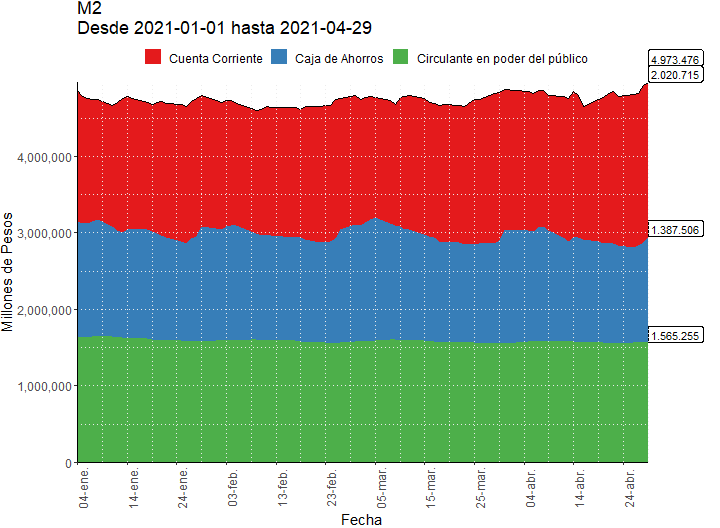 M2
Desde 2021-01-01 hasta 2021-04-29
Cuenta Corriente Caja de Ahorros Circulante en poder del público
4.973.476
2.020.715
4,000,000
3,000,000
1.387.506
2,000,000
1.565.255
1,000,000
0
Millones de Pesos
04-ene. 14-ene. 24-ene. 03-feb. 13-feb. 23-feb. 05-mar. 15-mar. 25-mar. 04-abr. 14-abr. 24-abr.
Fecha